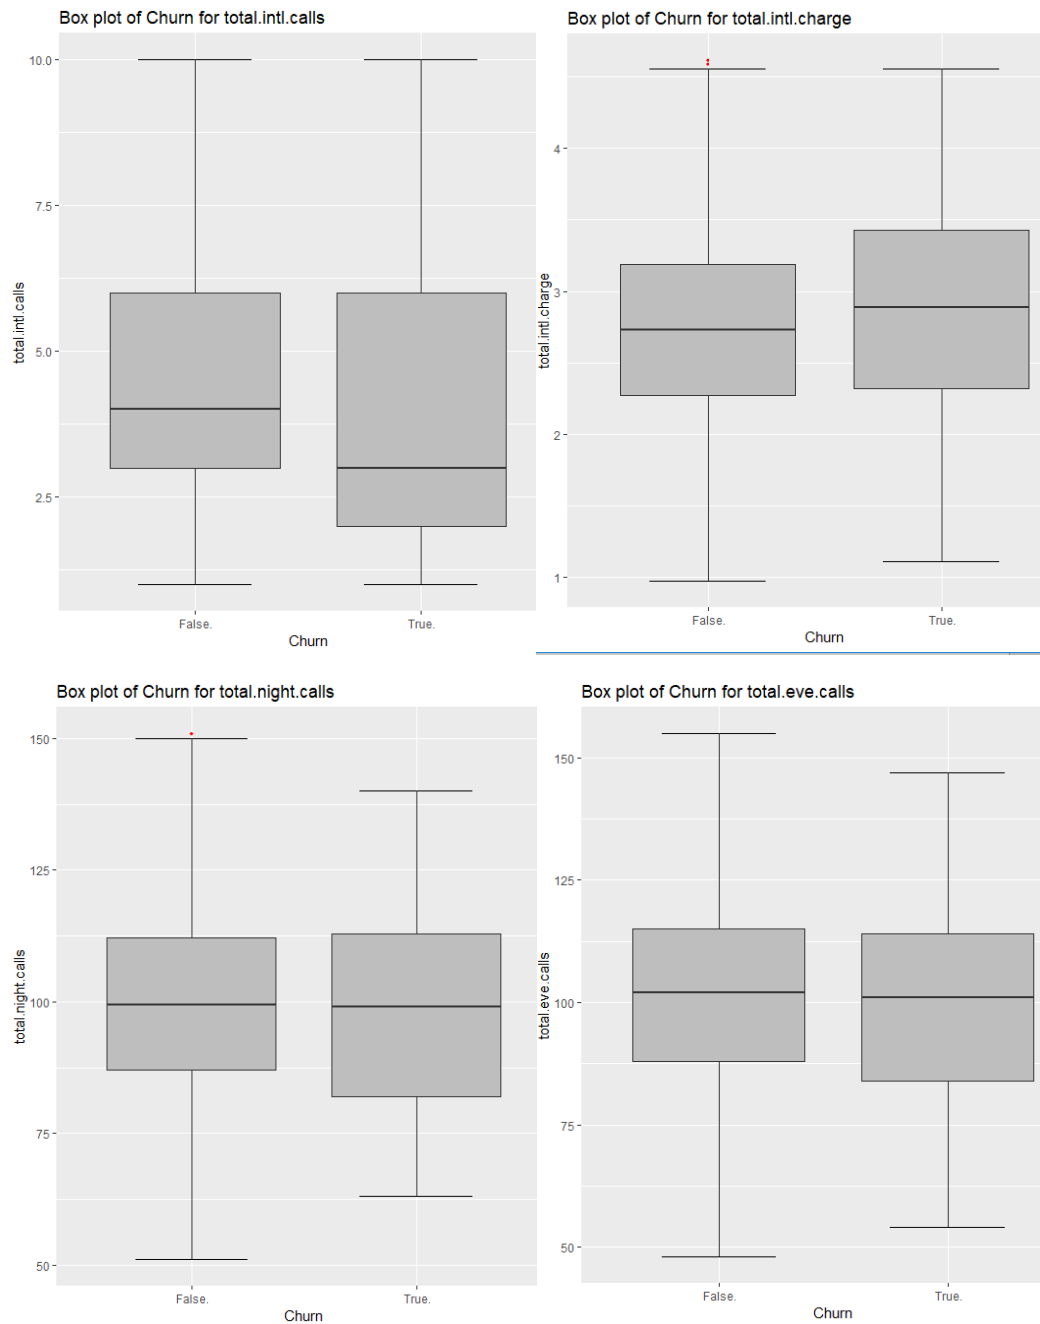 Box plot of Churn for total.intl.calls
10.0
7.5
5.0
2.5
total.intl.calls
False.
True.
Churn
Box plot of Churn for total.intl.charge
4
3
2
1
total.intl.charge
False.
True.
Churn
Box plot of Churn for total.night.calls
150
125
100
75
50
total.night.calls
False.
True.
Churn
Box plot of Churn for total.eve.calls
150
125
100
75
50
total.eve.calls
False.
True.
Churn